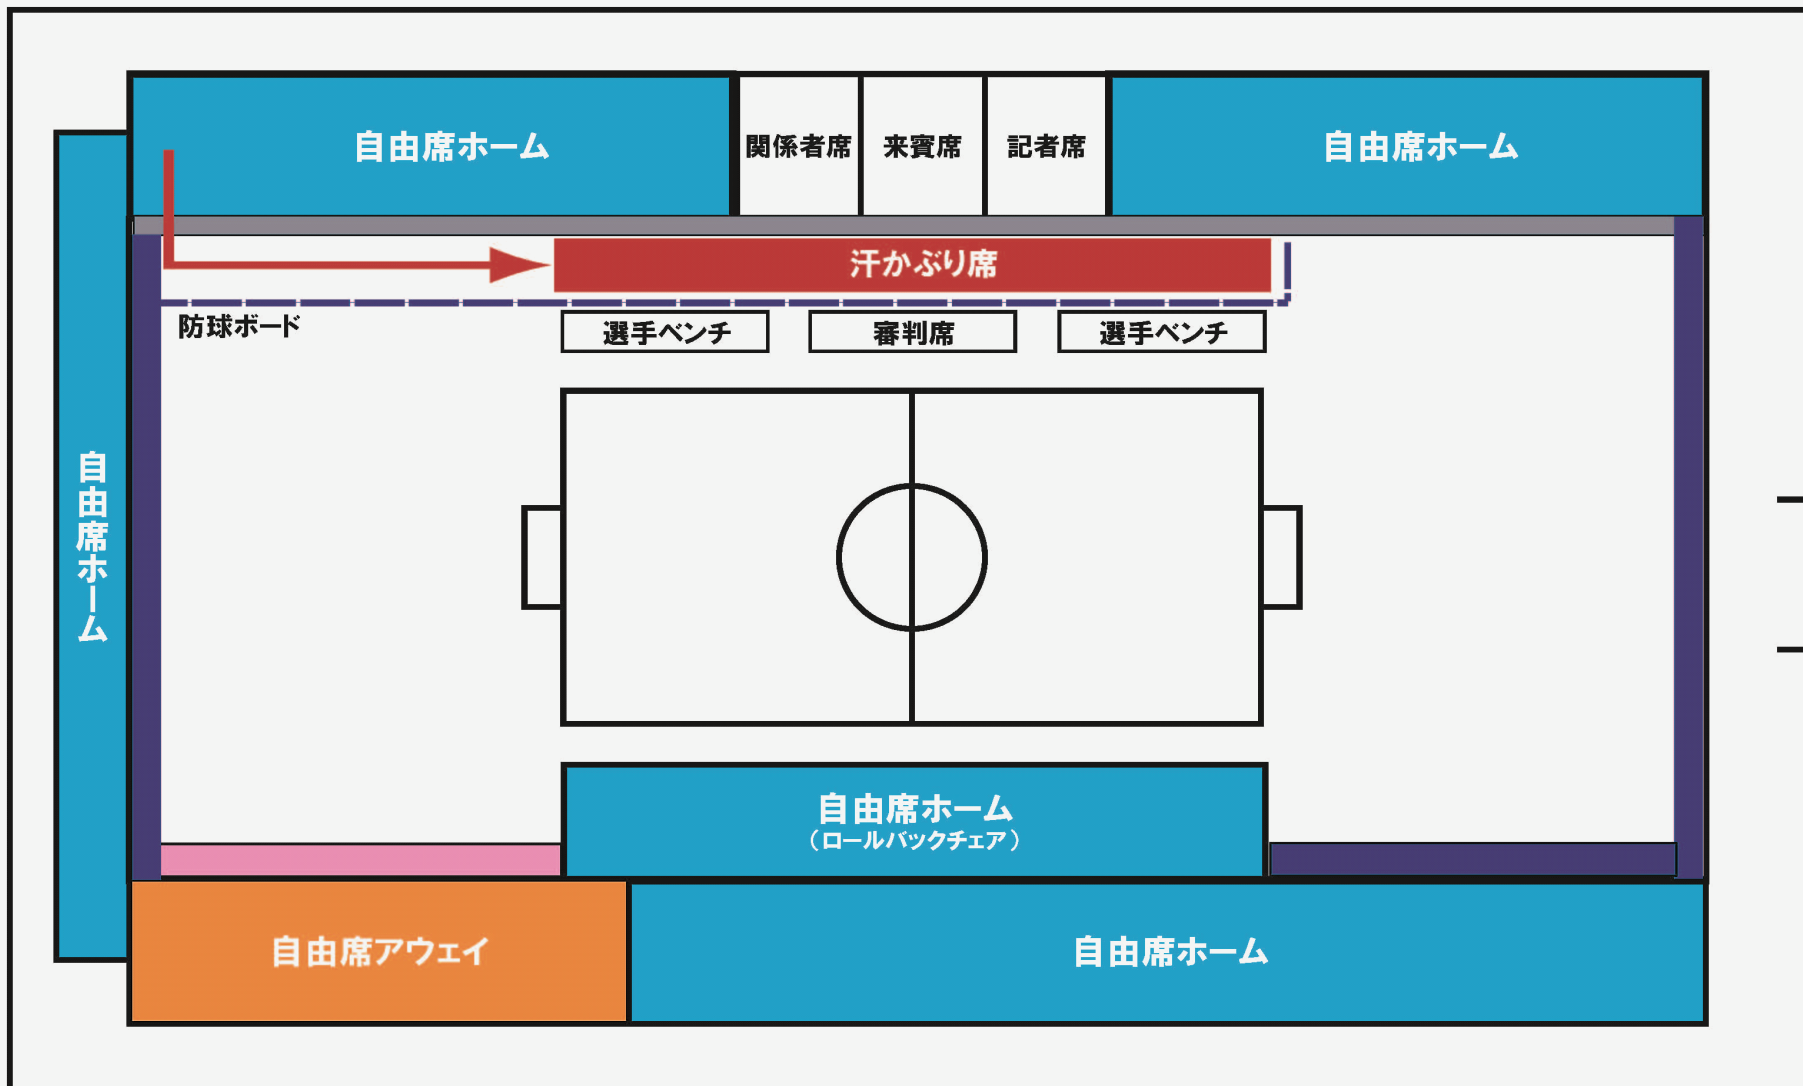 自由席ホーム
関係者席
来賓席
記者席
自由席ホーム
汗かぶり席
防球ボード
選手ベンチ
審判席
選手ベンチ
自由席ホーム
自由席ホーム
（ロールバックチェア）
自由席アウェイ
自由席ホーム